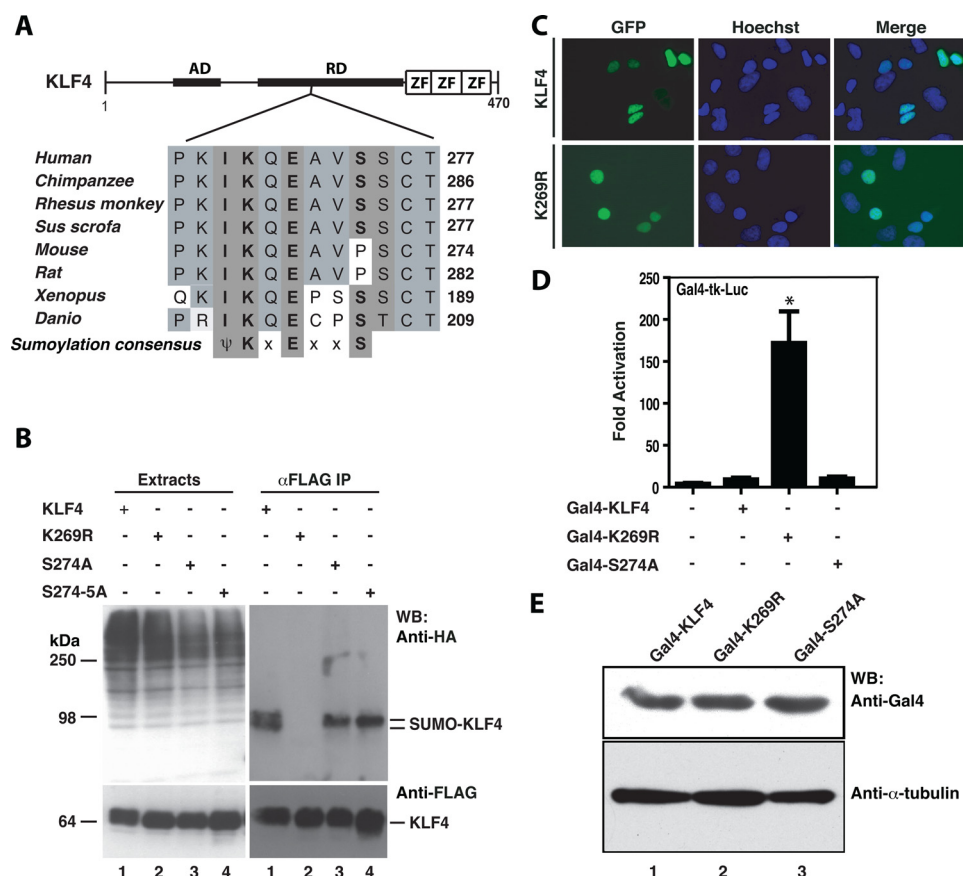 A
AD
RD
KLF4
ZF ZF ZF
1
470
Human P K I K Q E A V S S C T 277
Chimpanzee P K I K Q E A V S S C T 286
Rhesus monkey P K I K Q E A V S S C T 277
Sus scrofa P K I K Q E A V S S C T 277
Mouse P K I K Q E A V P S C T 274
Rat P K I K Q E A V P S C T 282
Xenopus Q K I K Q E P S S S C T 189
Danio P R I K Q E C P S T C T 209
Sumoylation consensus ψ K x E x x S
B
Extracts αFLAG IP
KLF4 + - - - + - - -
K269R - + - - - + - -
S274A - - + - - - + -
S274-5A - - - + - - - +
kDa
250
98
64
WB:
Anti-HA
SUMO-KLF4
Anti-FLAG
KLF4
1 2 3 4 1 2 3 4
C
GFP Hoechst Merge
KLF4
K269R
D
Gal4-tk-Luc
*
Fold Activation
250
200
150
100
50
0
Gal4-KLF4 - + - -
Gal4-K269R - - + -
Gal4-S274A - - - +
E
Gal4-KLF4
Gal4-K269R
Gal4-S274A
WB:
Anti-Gal4
Anti-α-tubulin
1 2 3